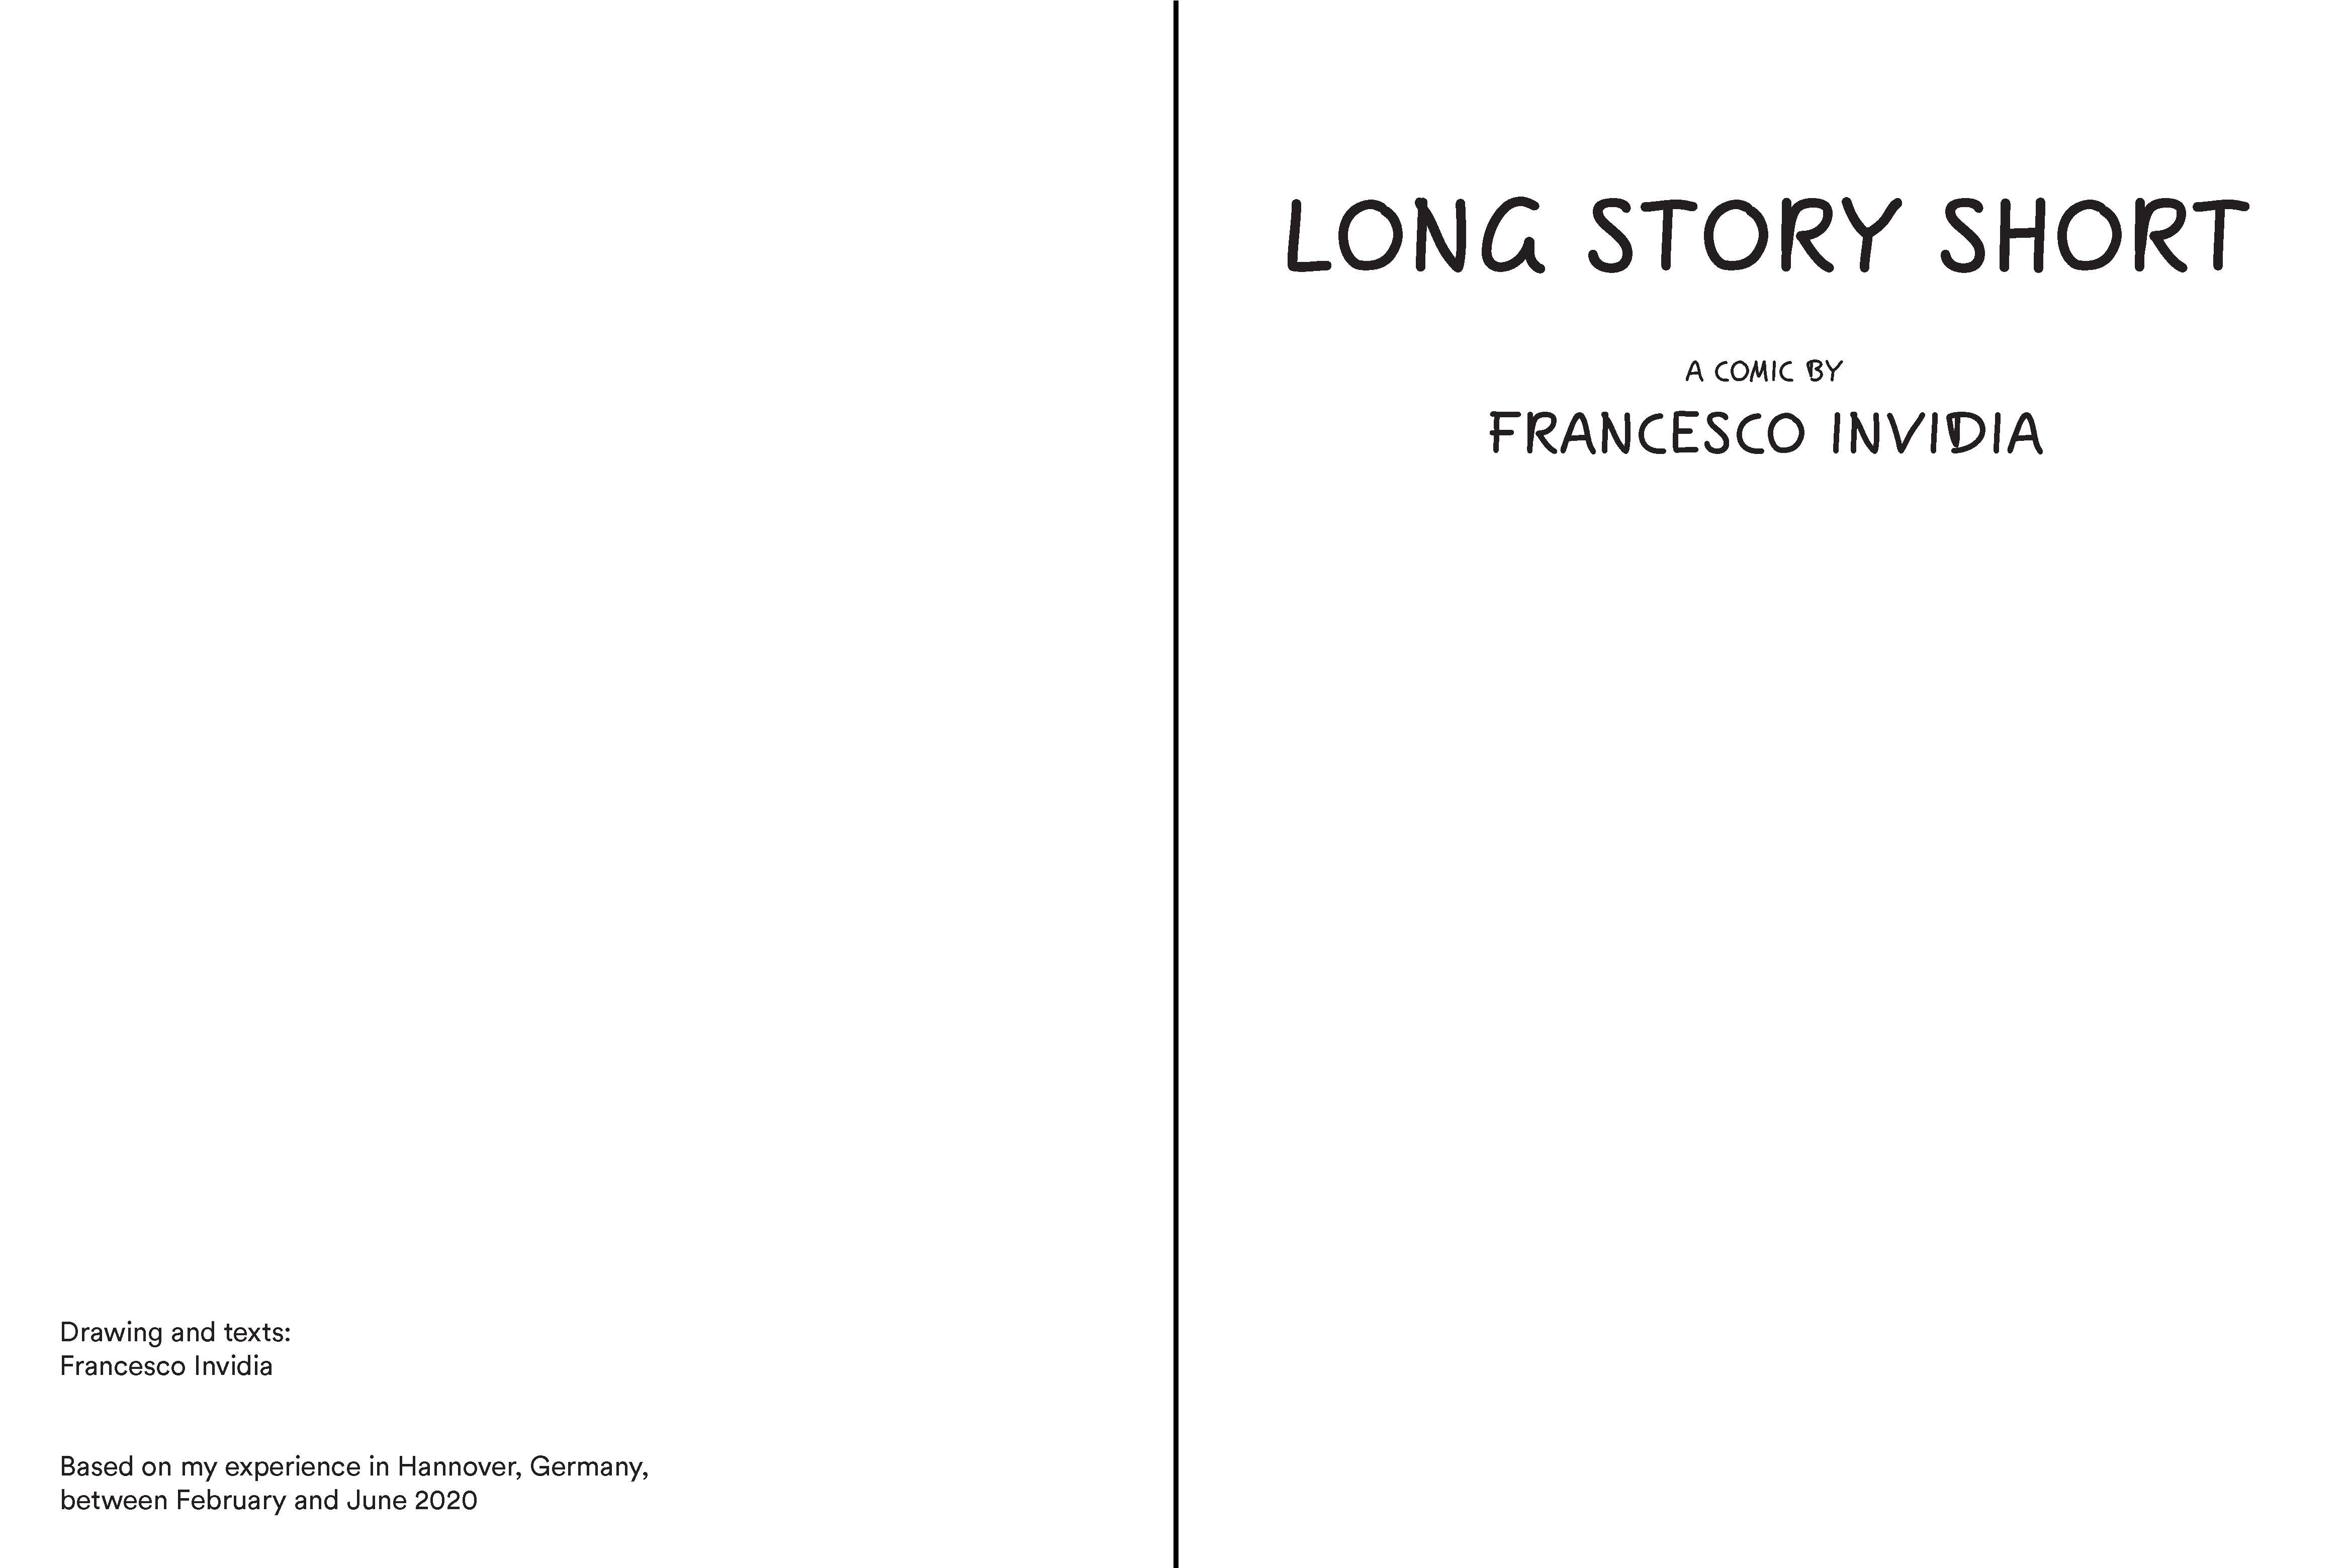 Drawing and texts:
Francesco Invidia
Based on my experience in Hannover, Germany,
between February and June 2020
LONG STORY SHORT
A COMIC BY
FRANCESCO INVIDIA